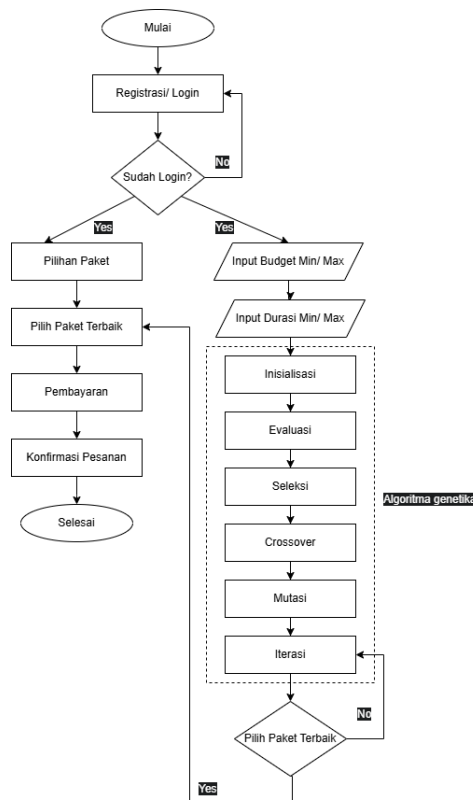 Mulai
Registrasi/ Login
No
Sudah Login?
Yes
Yes
Pilihan Paket
Input Budget Min/ Max
Pilih Paket Terbaik
Input Durasi Min/ Max
Inisialisasi
Pembayaran
Evaluasi
Konfirmasi Pesanan
Seleksi
Algoritma genetika
Selesai
Crossover
Mutasi
Iterasi
No
Pilih Paket Terbaik
Yes